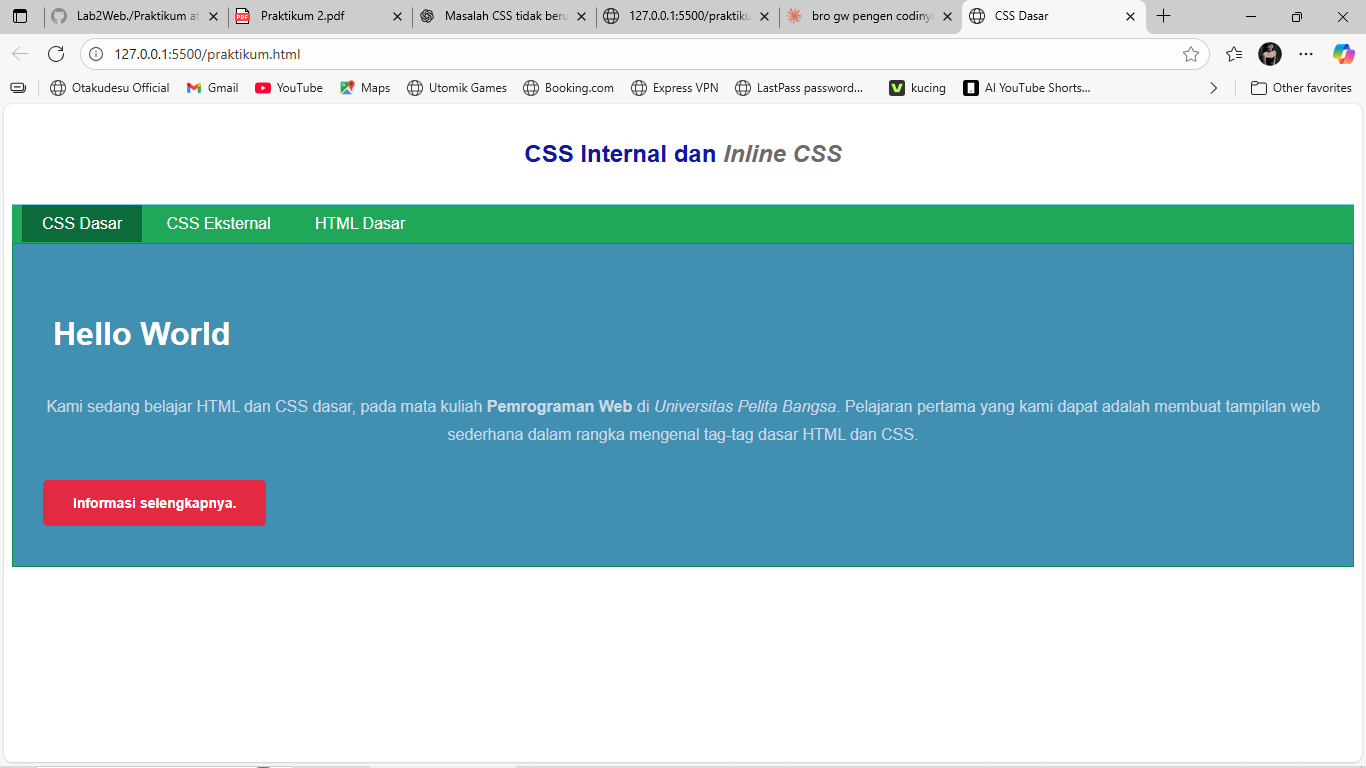 Lab2Web./Praktikum at
Praktikum 2.pdf
Masalah CSS tidak beru
127.0.0.1:5500/praktiku
bro gw pengen codinya
CSS Dasar
127.0.0.1:5500/praktikum.html
Otakudesu Official
Gmail
YouTube
Maps
Utomik Games
Booking.com
Express VPN
LastPass password...
kucing
AI YouTube Shorts...
Other favorites
CSS Internal dan Inline CSS
CSS Dasar
CSS Eksternal
HTML Dasar
Hello World
Kami sedang belajar HTML dan CSS dasar, pada mata kuliah Pemrograman Web di Universitas Pelita Bangsa. Pelajaran pertama yang kami dapat adalah membuat tampilan web
sederhana dalam rangka mengenal tag-tag dasar HTML dan CSS.
Informasi selengkapnya.